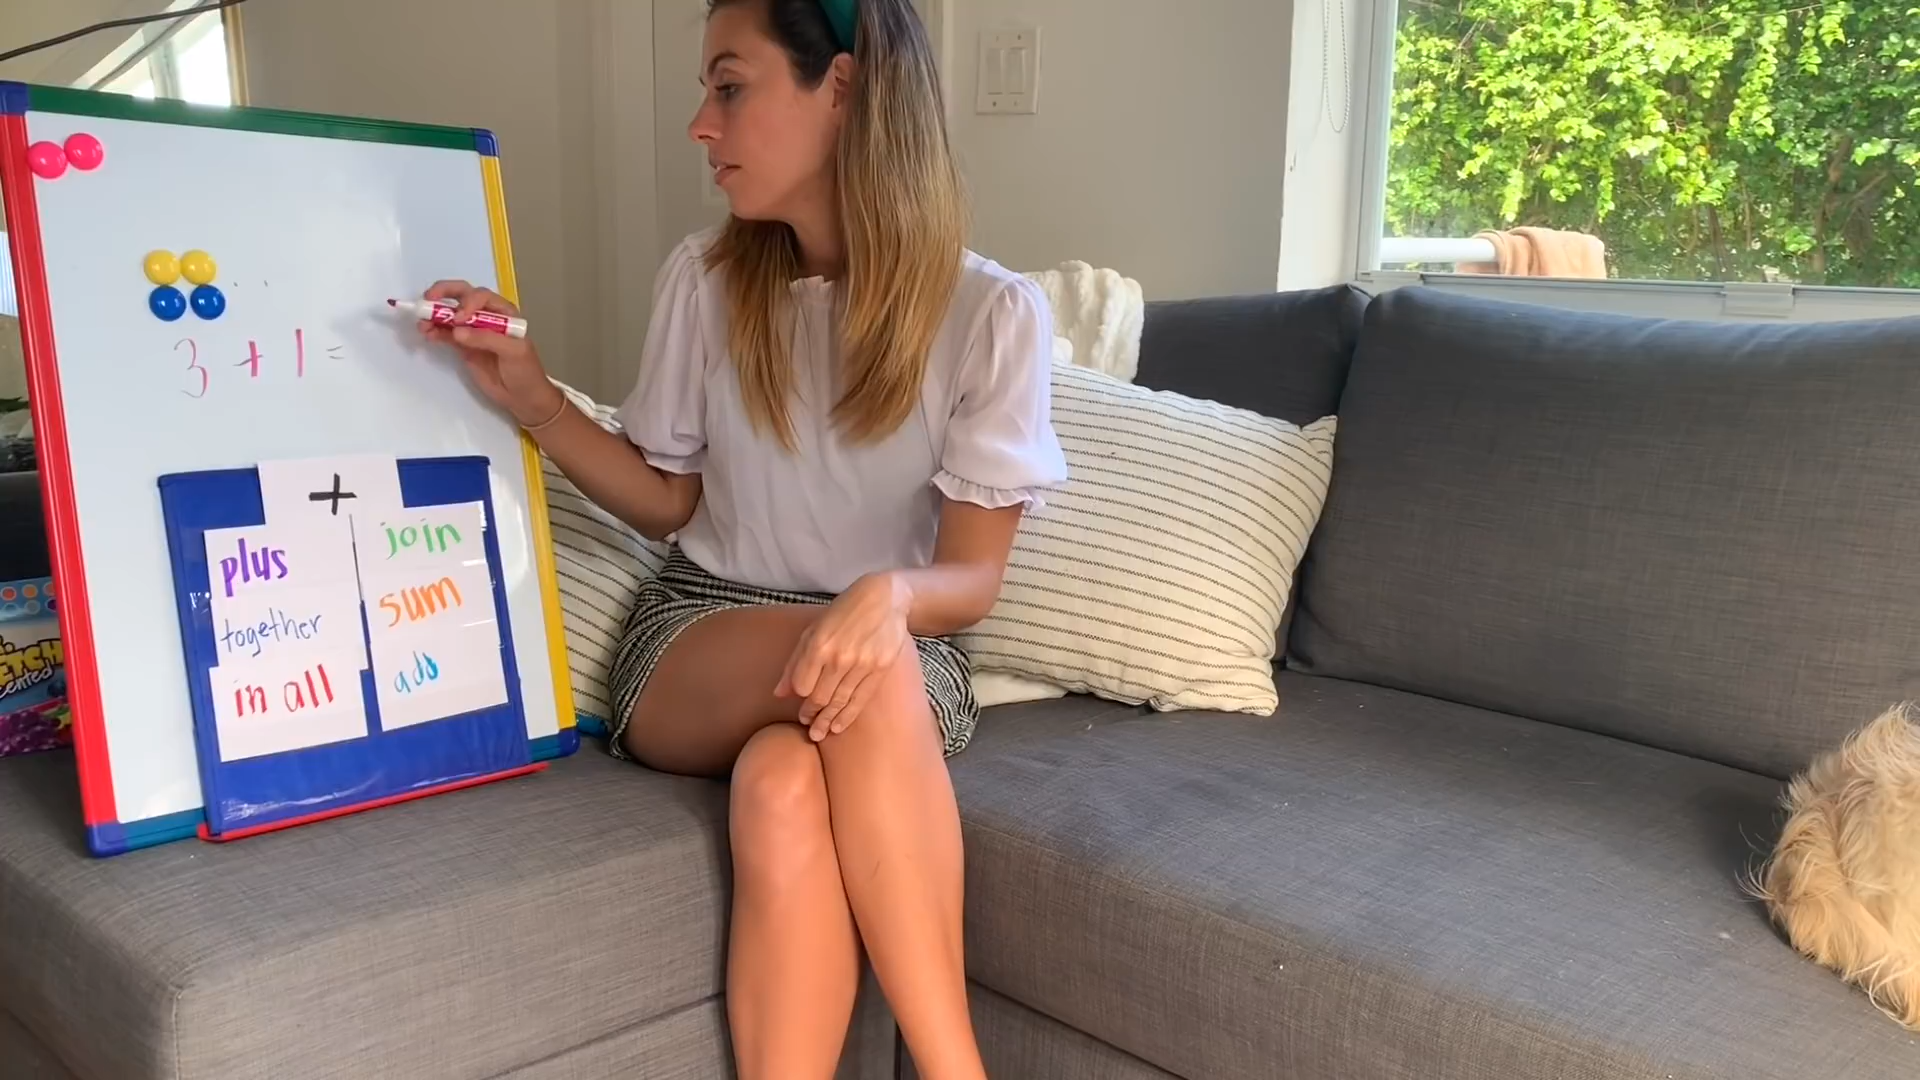 3 + 1 =
+
plus
together
in all
join
sum
add